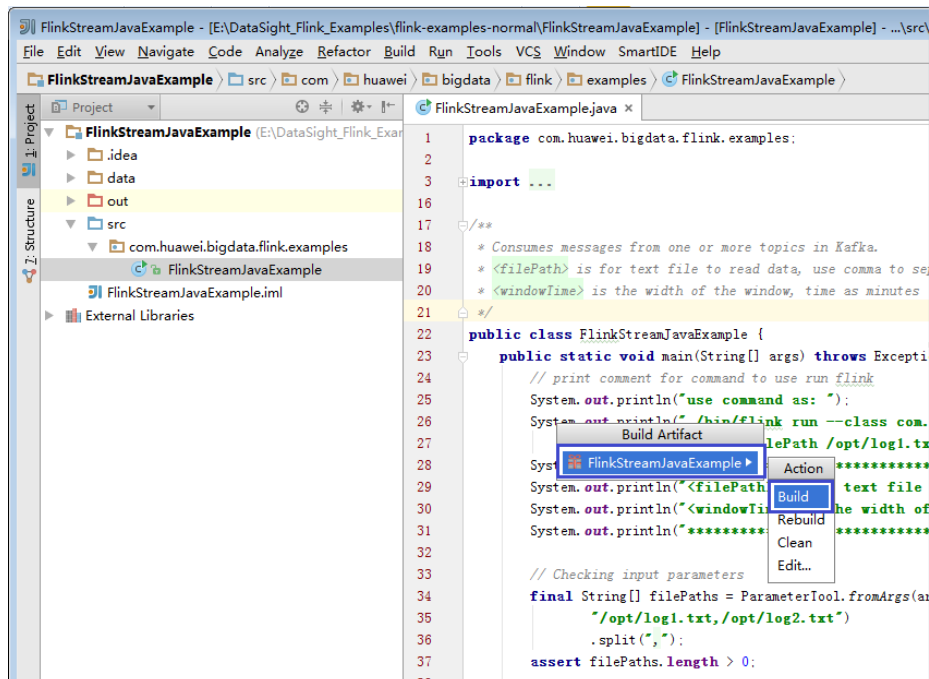 FlinkStreamJavaExample - [E:\DataSight_Flink_Examples\flink-examples-normal\FlinkStreamJavaExample] - [FlinkStreamJavaExample] - ...\src\
File Edit View Navigate Code Analyze Refactor Build Run Tools VCS Window SmartIDE Help
FlinkStreamJavaExample src com huawei bigdata flink examples FlinkStreamJavaExample
Project
FlinkStreamJavaExample.java ×
1: Project
7: Structure
FlinkStreamJavaExample (E:\DataSight_Flink_Exar
.idea
data
out
src
com.huawei.bigdata.flink.examples
FlinkStreamJavaExample
FlinkStreamJavaExample.iml
External Libraries
1 package com.huawei.bigdata.flink.examples;
2
3 import ...
16
17 /**
18 * Consumes messages from one or more topics in Kafka.
19 * <filePath> is for text file to read data, use comma to se
20 * <windowTime> is the width of the window, time as minutes
21 */
22 public class FlinkStreamJavaExample {
23 public static void main(String[] args) throws Excepti
24 // print comment for command to use run flink
25 System.out.println("use command as: ");
26 System.out.println(" /bin/flink run --class com.
27 lePath /opt/log1.tx
28 Syst ***********
29 System.out.println("<filePath text file
30 System.out.println("<windowTi he width of
31 System.out.println("******** ***********
32
33 // Checking input parameters
34 final String[] filePaths = ParameterTool.fromArgs(ar
35 "/opt/log1.txt,/opt/log2.txt")
36 .split(",");
37 assert filePaths.length > 0;
Build Artifact
FlinkStreamJavaExample
Action
Build
Rebuild
Clean
Edit...